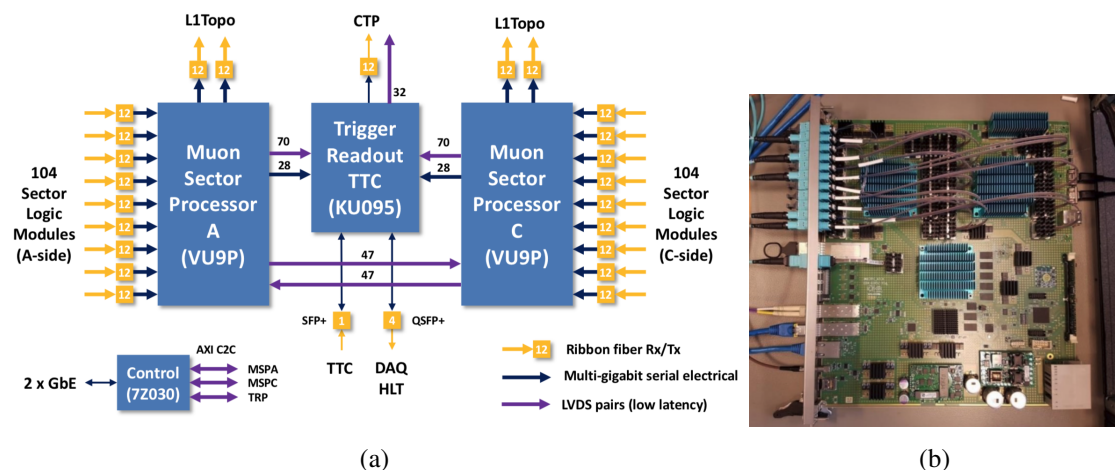 L1Topo
CTP
L1Topo
12
12
12
32
12
12
104
Sector
Logic
Modules
(A-side)
12
12
12
12
12
12
12
12
12
Muon
Sector
Processor
A
(VU9P)
70
28
Trigger
Readout
TTC
(KU095)
70
28
Muon
Sector
Processor
C
(VU9P)
12
12
12
12
12
12
12
12
12
104
Sector
Logic
Modules
(C-side)
47
47
SFP+
1
4
QSFP+
TTC
DAQ
HLT
2 x GbE
Control
(7Z030)
AXI C2C
MSPA
MSPC
TRP
12
Ribbon fiber Rx/Tx
Multi-gigabit serial electrical
LVDS pairs (low latency)
(a)
(b)